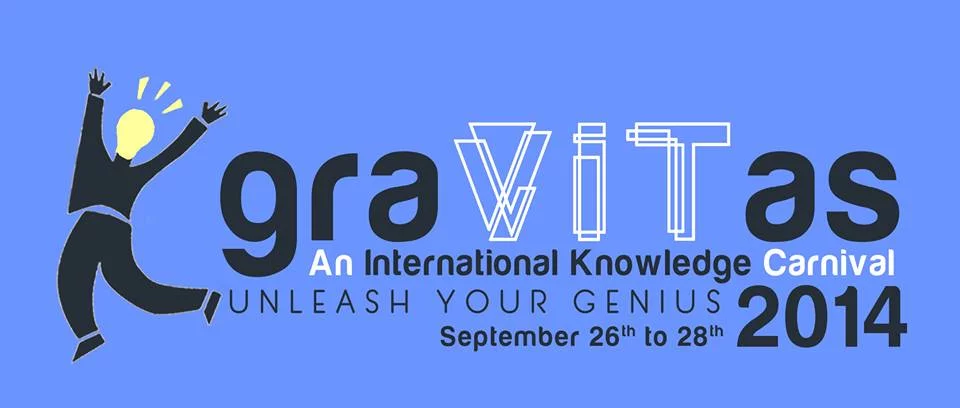 graViTas
An International Knowledge Carnival
UNLEASH YOUR GENIUS
September 26th to 28th
2014